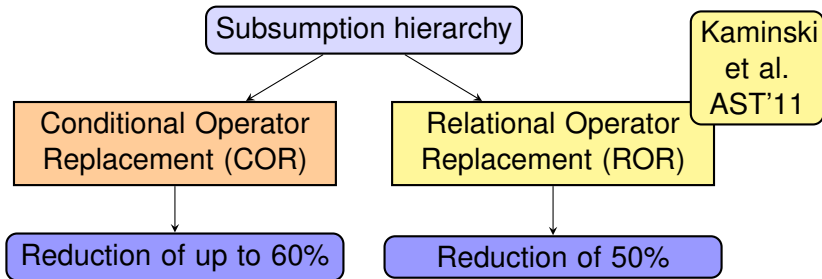 Subsumption hierarchy
Kaminski
et al.
AST'11
Conditional Operator
Replacement (COR)
Relational Operator
Replacement (ROR)
Reduction of up to 60%
Reduction of 50%